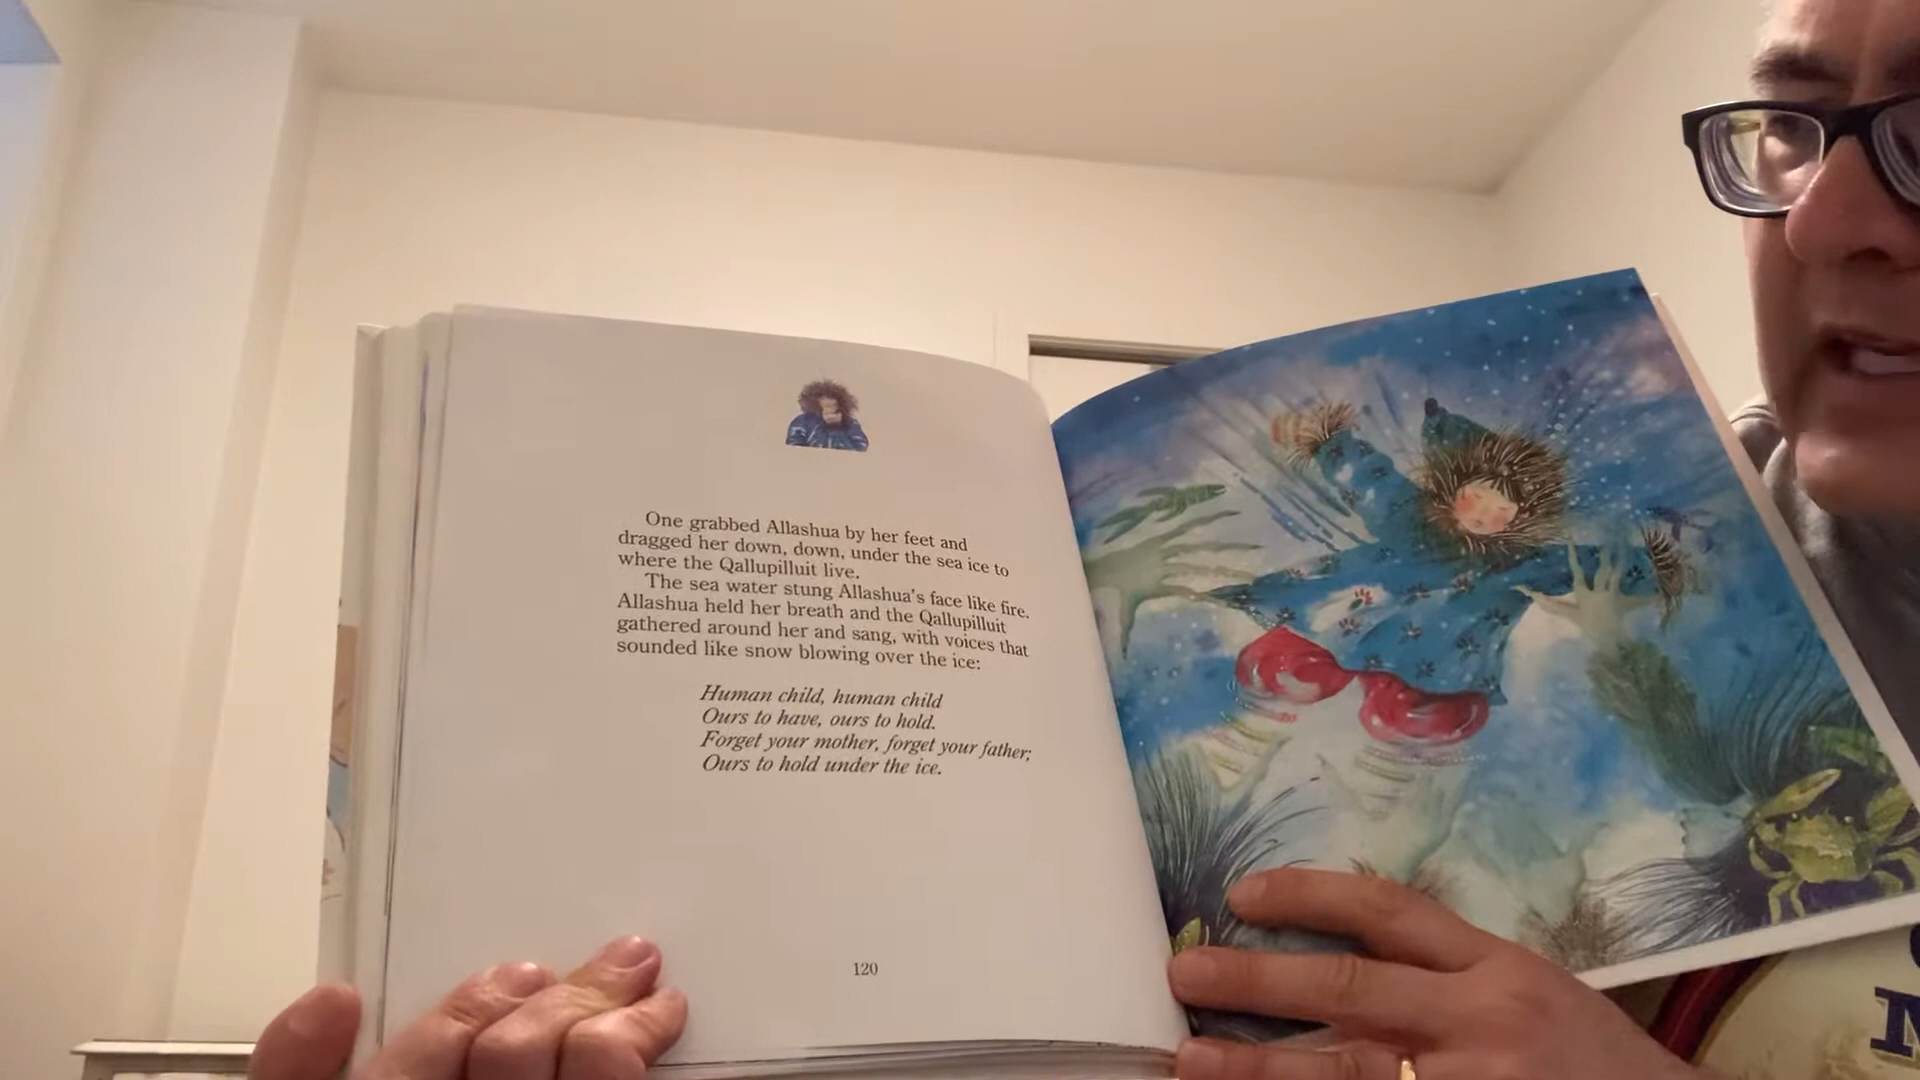 One grabbed Allashua by her feet and
dragged her down, down, under the sea ice to
where the Qallupilluit live.
The sea water stung Allashua's face like fire.
Allashua held her breath and the Qallupilluit
gathered around her and sang, with voices that
sounded like snow blowing over the ice:
Human child, human child
Ours to have, ours to hold.
Forget your mother, forget your father;
Ours to hold under the ice.
120